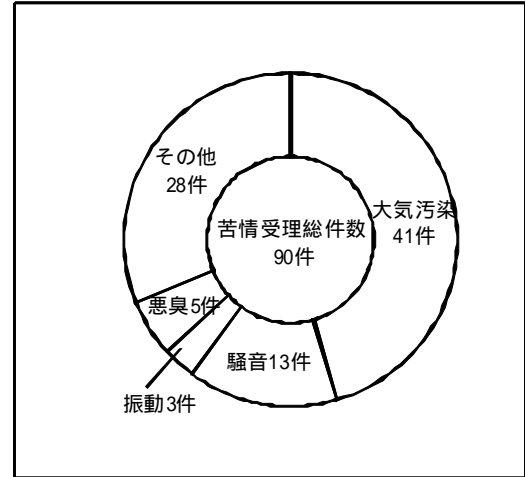 その他
28件
大気汚染
41件
苦情受理総件数
90件
悪臭5件
騒音13件
振動3件